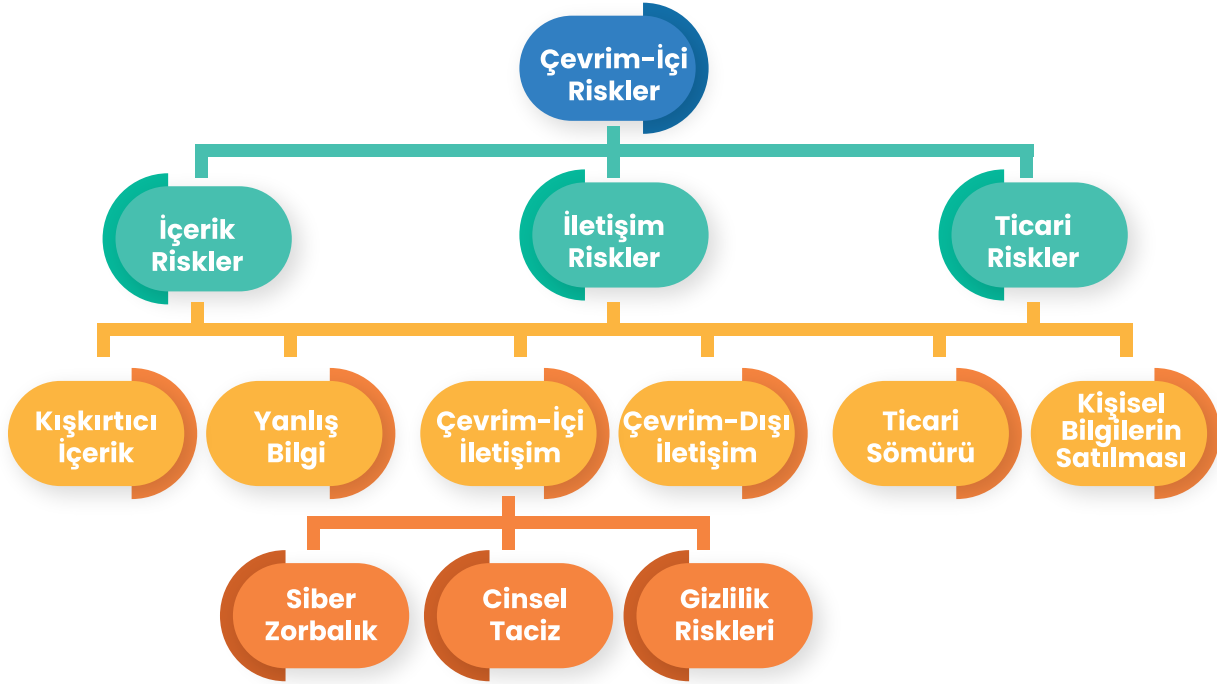 Çevrim-İçi
Riskler
İçerik
Riskler
İletişim
Riskler
Ticari
Riskler
Kışkırtıcı
İçerik
Yanlış
Bilgi
Çevrim-İçi
İletişim
Çevrim-Dışı
İletişim
Ticari
Sömürü
Kişisel
Bilgilerin
Satılması
Siber
Zorbalık
Cinsel
Taciz
Gizlilik
Riskleri